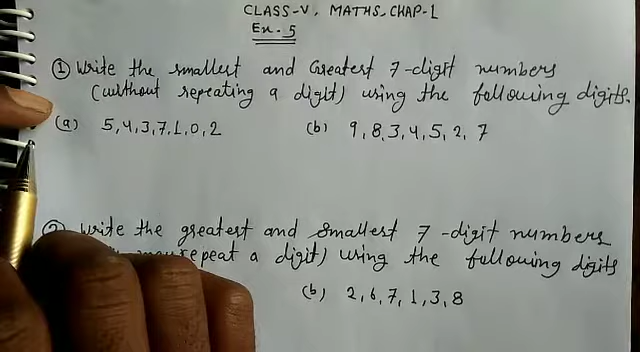 CLASS-V, MATHS, CHAP-1
Ex. 5
① Write the smallest and Greatest 7-digit numbers
(without repeating a digit) using the following digits.
(a) 5,4,3,7,1,0,2 (b) 9,8,3,4,5,2,7
② Write the greatest and smallest 7-digit numbers
repeat a digit) using the following digits
(b) 2,6,7,1,3,8